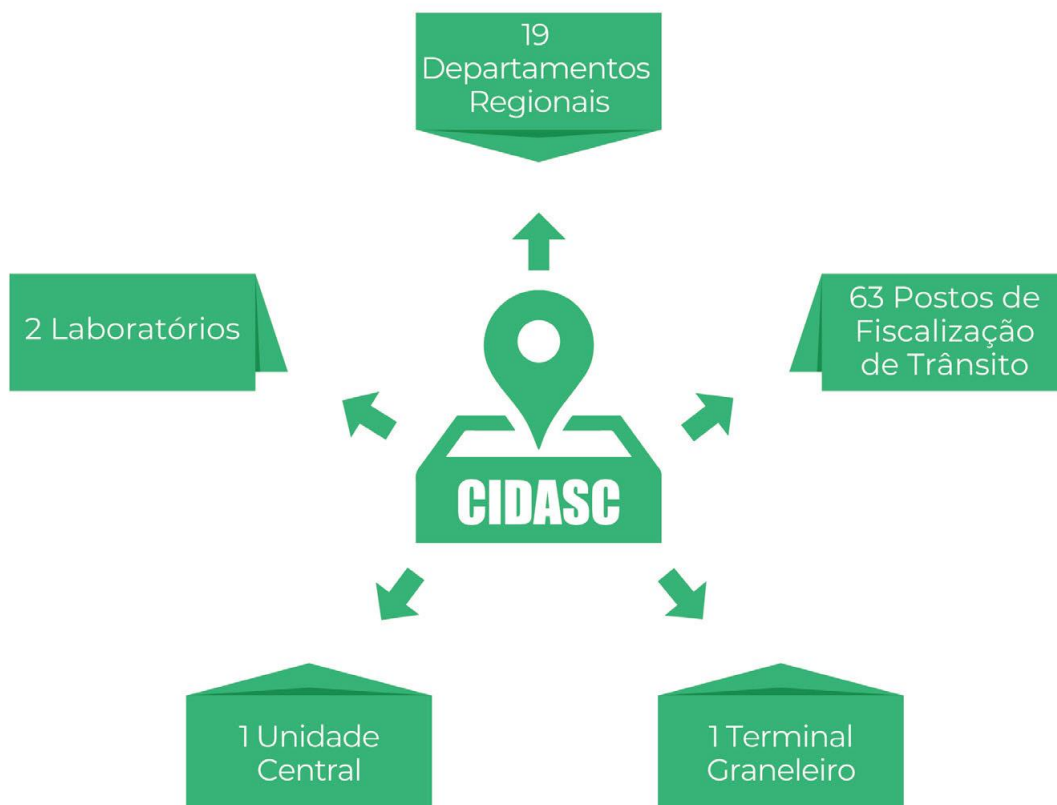 19
Departamentos
Regionais
2 Laboratórios
63 Postos de
Fiscalização
de Trânsito
CIDASC
1 Unidade
Central
1 Terminal
Graneleiro